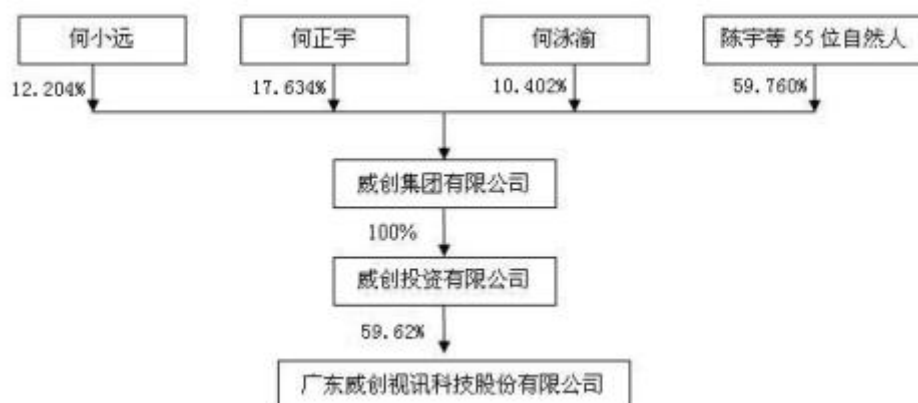 何小远
何正宇
何泳渝
陈宇等 55 位自然人
12.204%
17.634%
10.402%
59.760%
威创集团有限公司
100%
威创投资有限公司
59.62%
广东威创视讯科技股份有限公司